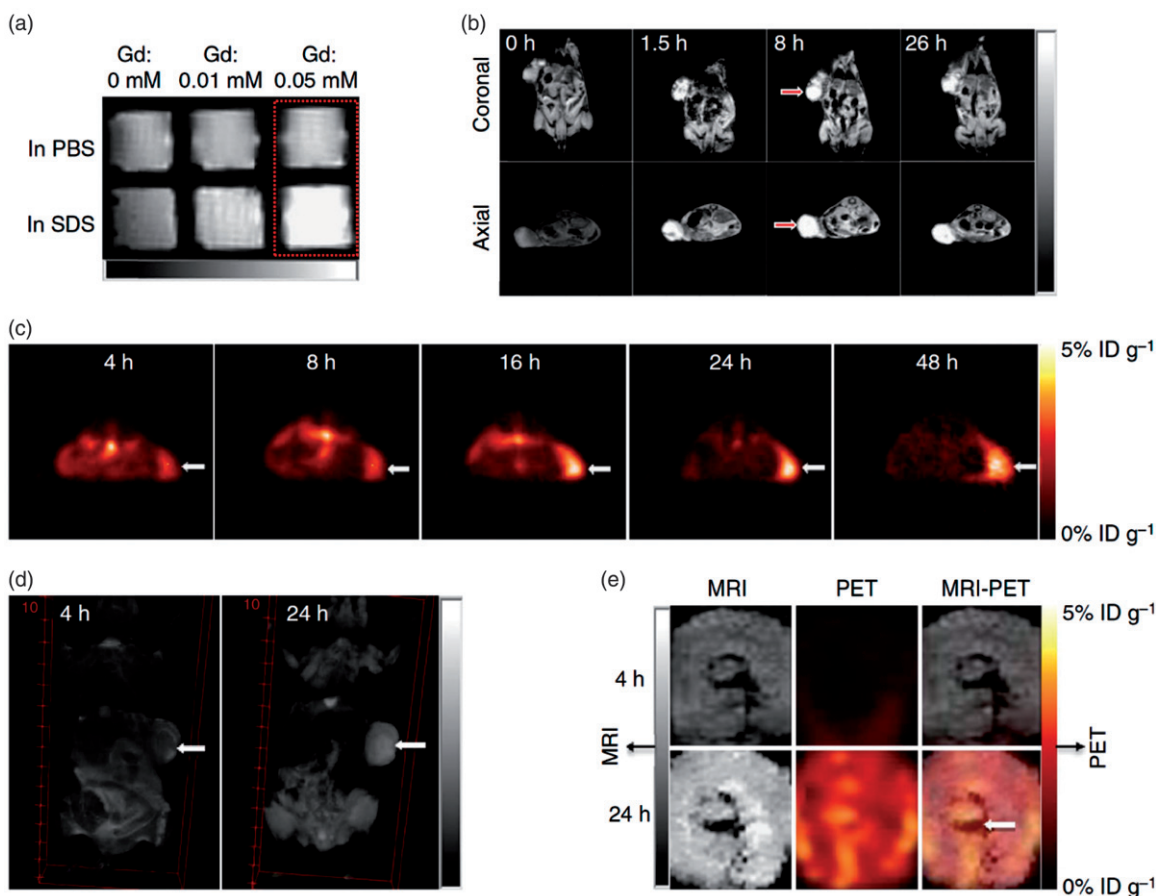 (a)
Gd:
0 mM
Gd:
0.01 mM
Gd:
0.05 mM
In PBS
In SDS
(b)
0 h
1.5 h
8 h
26 h
Coronal
Axial
(c)
4 h
8 h
16 h
24 h
48 h
5% ID g⁻¹
0% ID g⁻¹
(d)
10
4 h
10
24 h
(e)
MRI
PET
MRI-PET
4 h
24 h
MRI
PET
5% ID g⁻¹
0% ID g⁻¹